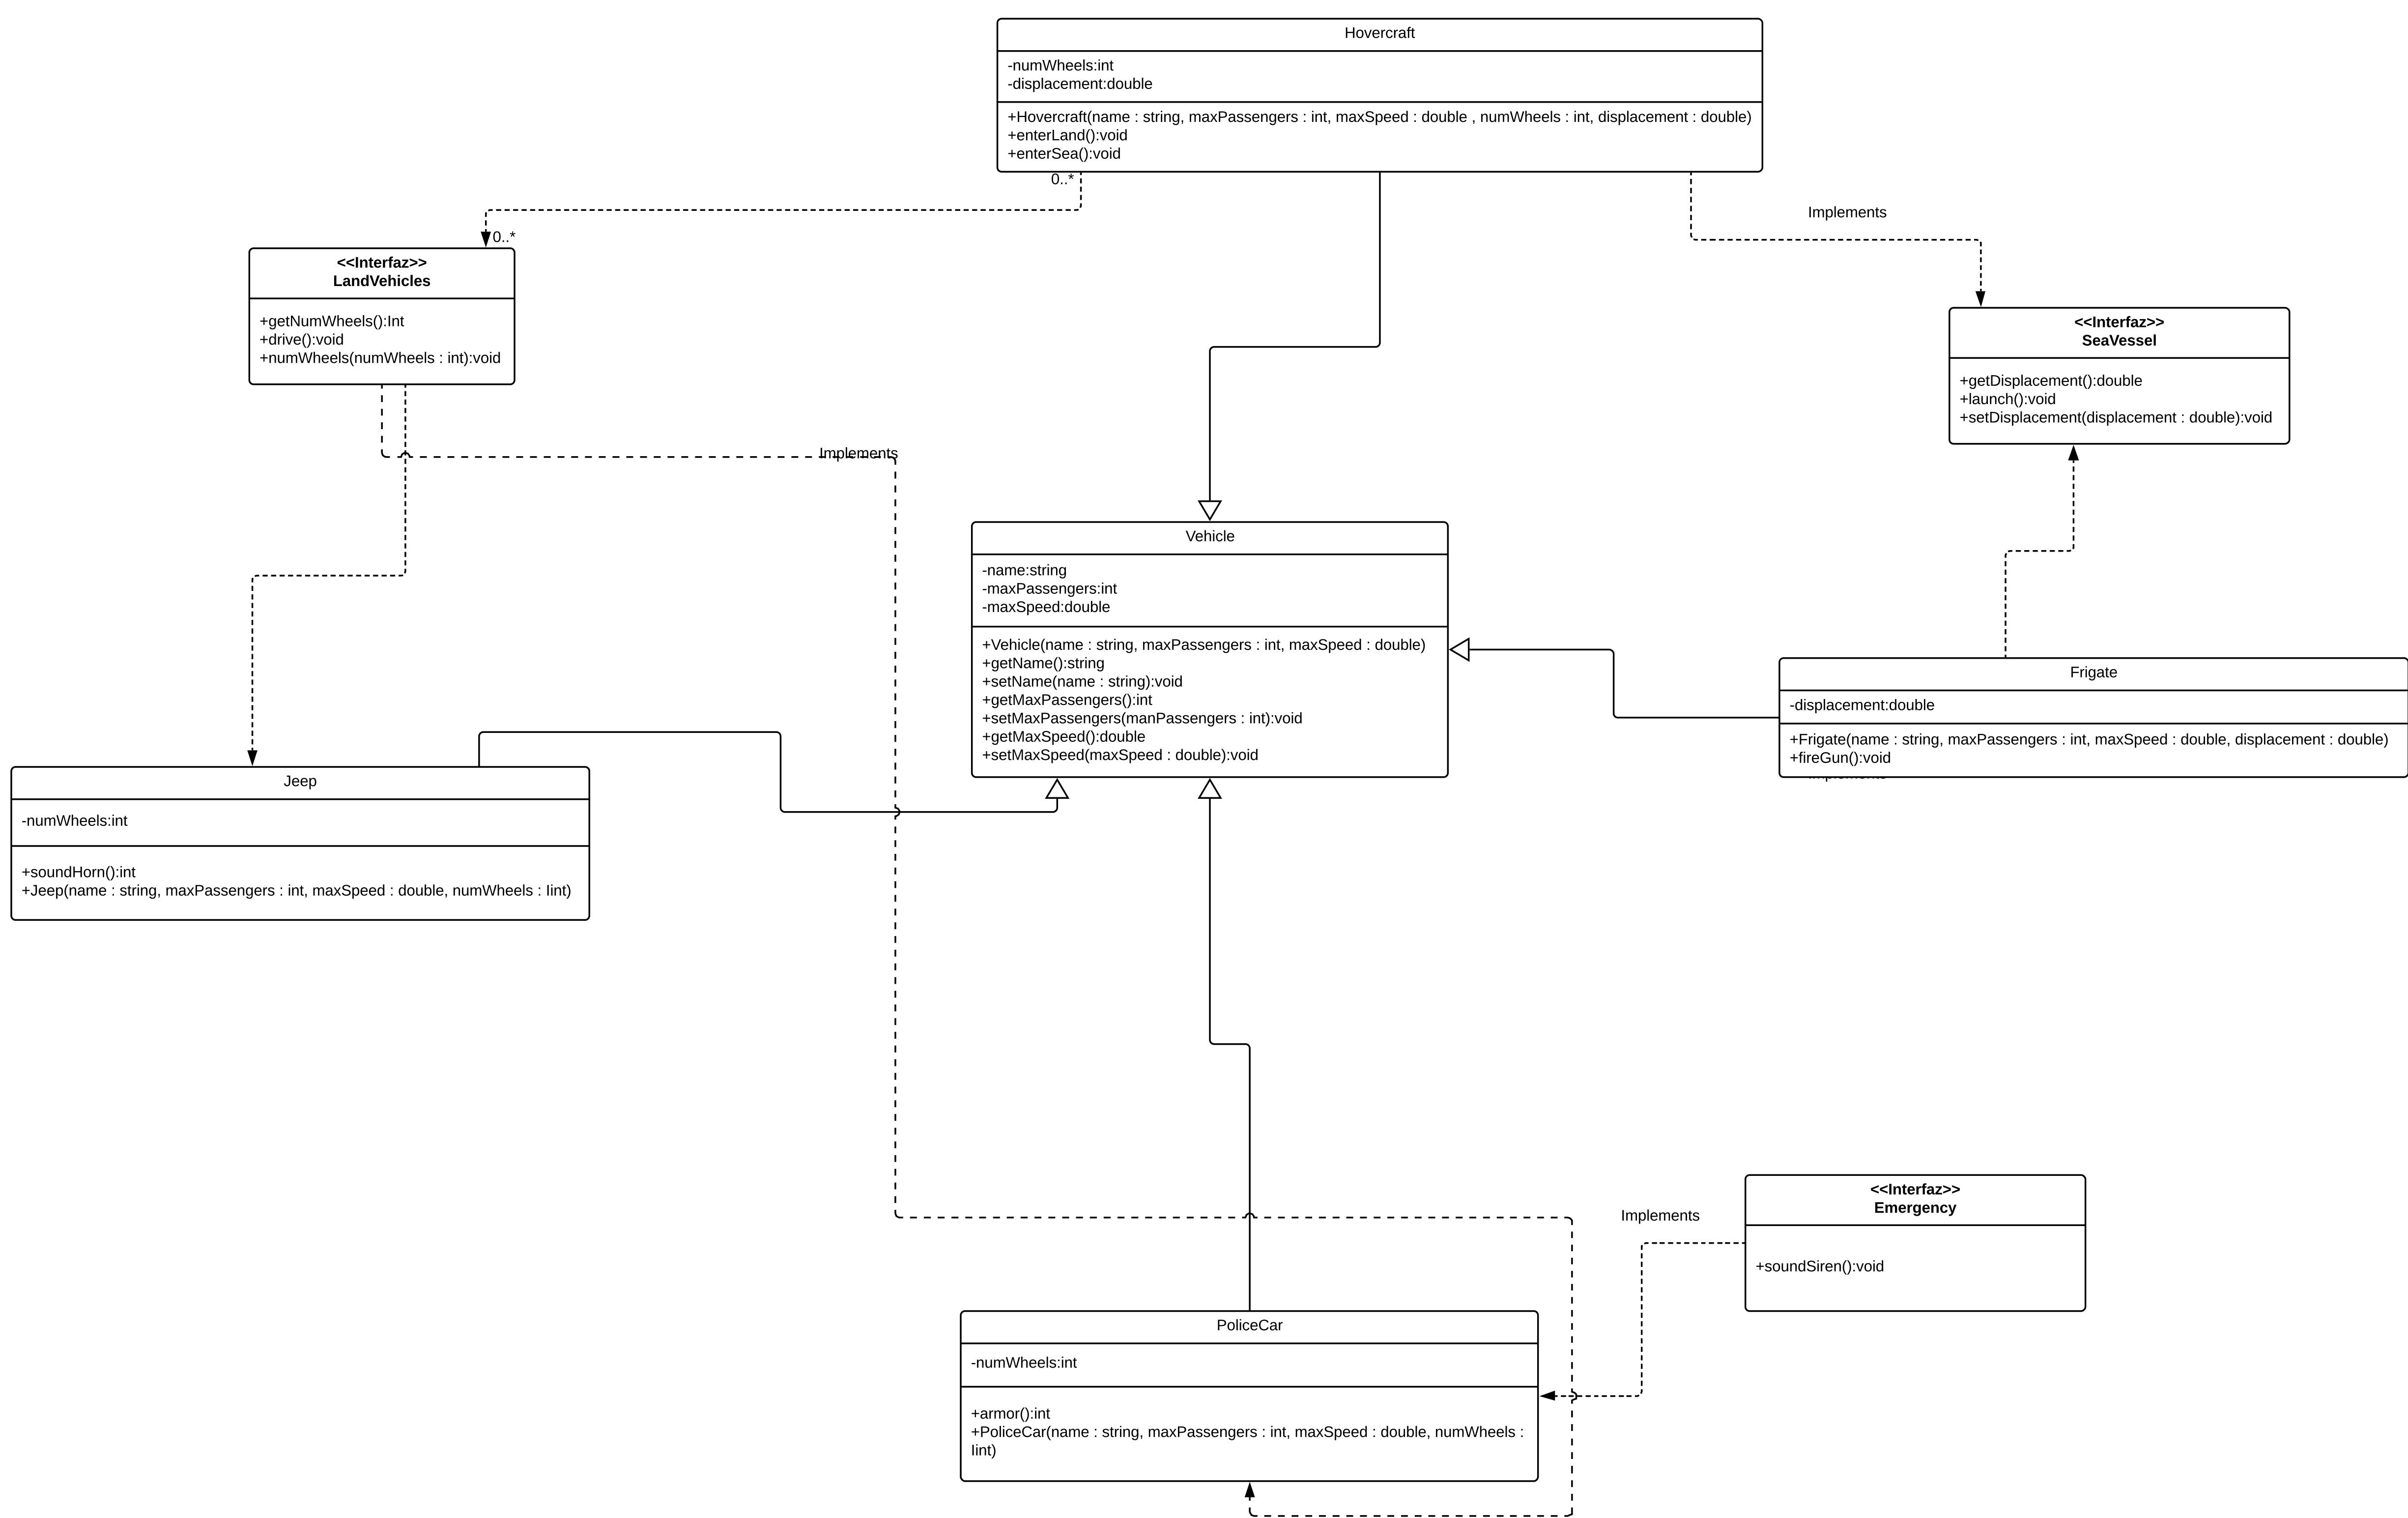 Hovercraft
-numWheels:int
-displacement:double
+Hovercraft(name : string, maxPassengers : int, maxSpeed : double , numWheels : int, displacement : double)
+enterLand():void
+enterSea():void
0..*
Implements
0..*
<<Interfaz>>
LandVehicles
+getNumWheels():Int
+drive():void
+numWheels(numWheels : int):void
<<Interfaz>>
SeaVessel
+getDisplacement():double
+launch():void
+setDisplacement(displacement : double):void
Implements
Vehicle
-name:string
-maxPassengers:int
-maxSpeed:double
+Vehicle(name : string, maxPassengers : int, maxSpeed : double)
+getName():string
+setName(name : string):void
+getMaxPassengers():int
+setMaxPassengers(manPassengers : int):void
+getMaxSpeed():double
+setMaxSpeed(maxSpeed : double):void
Frigate
-displacement:double
+Frigate(name : string, maxPassengers : int, maxSpeed : double, displacement : double)
+fireGun():void
Implements
Jeep
-numWheels:int
+soundHorn():int
+Jeep(name : string, maxPassengers : int, maxSpeed : double, numWheels : Iint)
<<Interfaz>>
Emergency
+soundSiren():void
Implements
PoliceCar
-numWheels:int
+armor():int
+PoliceCar(name : string, maxPassengers : int, maxSpeed : double, numWheels :
Iint)